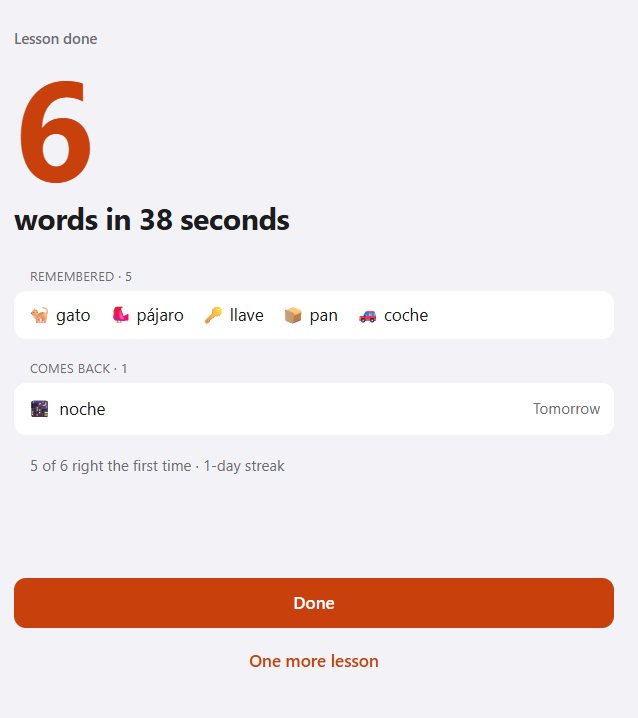 Lesson done
6
words in 38 seconds
REMEMBERED · 5
gato pájaro llave pan coche
COMES BACK · 1
noche Tomorrow
5 of 6 right the first time · 1-day streak
Done
One more lesson